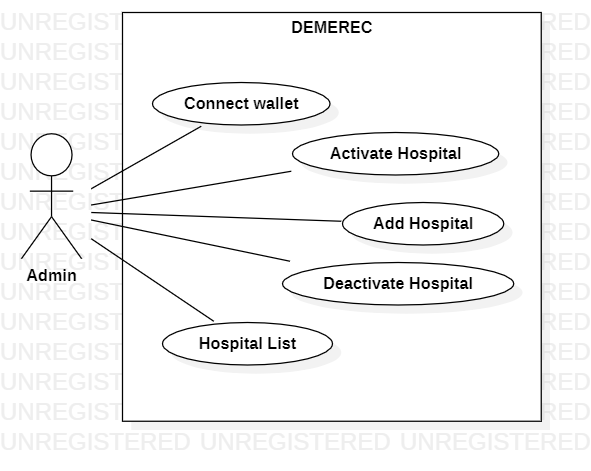 DEMEREC
Connect wallet
Activate Hospital
Add Hospital
Admin
Deactivate Hospital
Hospital List
UNREGISTERED UNREGISTERED UNREGISTERED